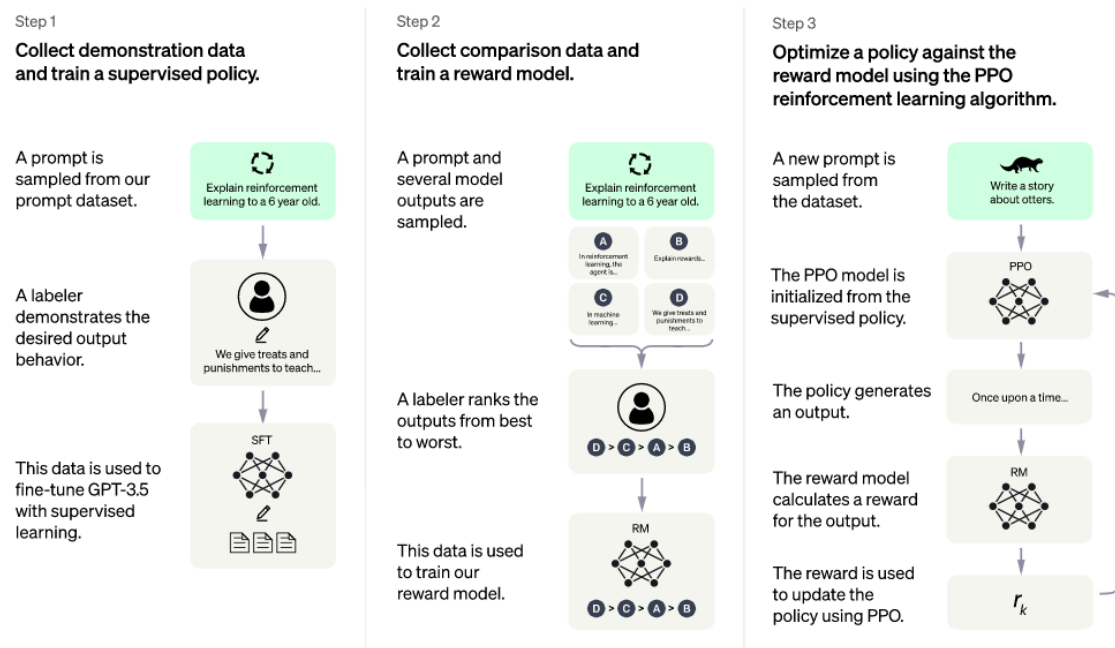 Step 1
Collect demonstration data
and train a supervised policy.
A prompt is
sampled from our
prompt dataset.
Explain reinforcement
learning to a 6 year old.
A labeler
demonstrates the
desired output
behavior.
We give treats and
punishments to teach...
This data is used to
fine-tune GPT-3.5
with supervised
learning.
SFT
Step 2
Collect comparison data and
train a reward model.
A prompt and
several model
outputs are
sampled.
Explain reinforcement
learning to a 6 year old.
A
In reinforcement
learning, the
agent is...
B
Explain rewards...
C
In machine
learning...
D
We give treats and
punishments to
teach...
A labeler ranks the
outputs from best
to worst.
D > C > A > B
This data is used
to train our
reward model.
RM
D > C > A > B
Step 3
Optimize a policy against the
reward model using the PPO
reinforcement learning algorithm.
A new prompt is
sampled from
the dataset.
Write a story
about otters.
The PPO model is
initialized from the
supervised policy.
PPO
The policy generates
an output.
Once upon a time...
The reward model
calculates a reward
for the output.
RM
The reward is used
to update the
policy using PPO.
r_k